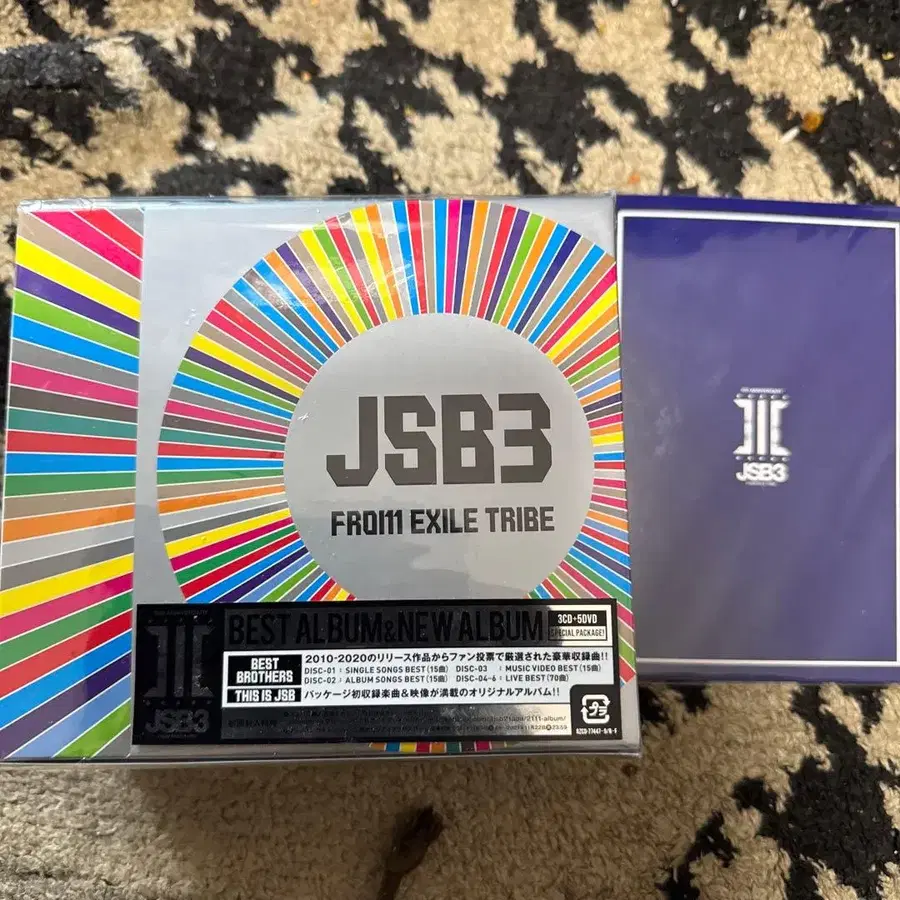 JSB3
FROM EXILE TRIBE
JSB3
BEST ALBUM&NEW ALBUM
3CD+5DVD
SPECIAL PACKAGE!
BEST
BROTHERS
2010-2020のリリース作品からファン投票で厳選された豪華収録曲!!
DISC-01:SINGLE SONGS BEST(15曲) DISC-03 :MUSIC VIDEO BEST(15曲)
DISC-02:ALBUM SONGS BEST(15曲) DISC-04-6:LIVE BEST(70曲)
THIS IS JSB
パッケージ初収録楽曲&映像が満載のオリジナルアルバム!!
JSB3
プラ